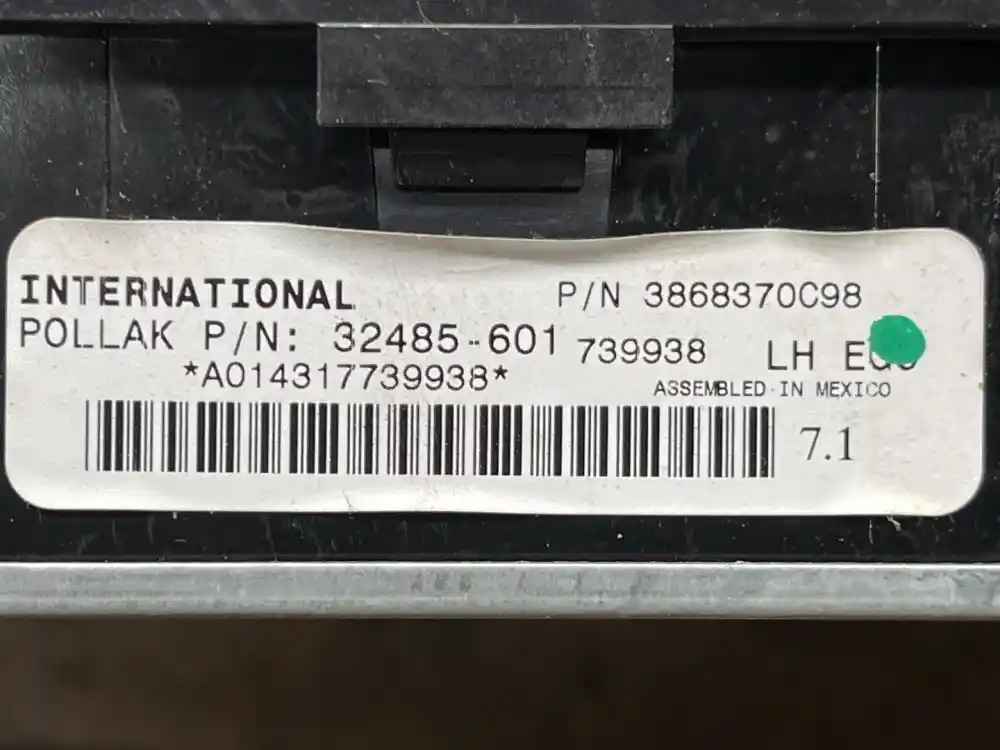 INTERNATIONAL P/N 3868370C98
POLLAK P/N: 32485-601 739938 LH
*A014317739938* ASSEMBLED IN MEXICO
7.1